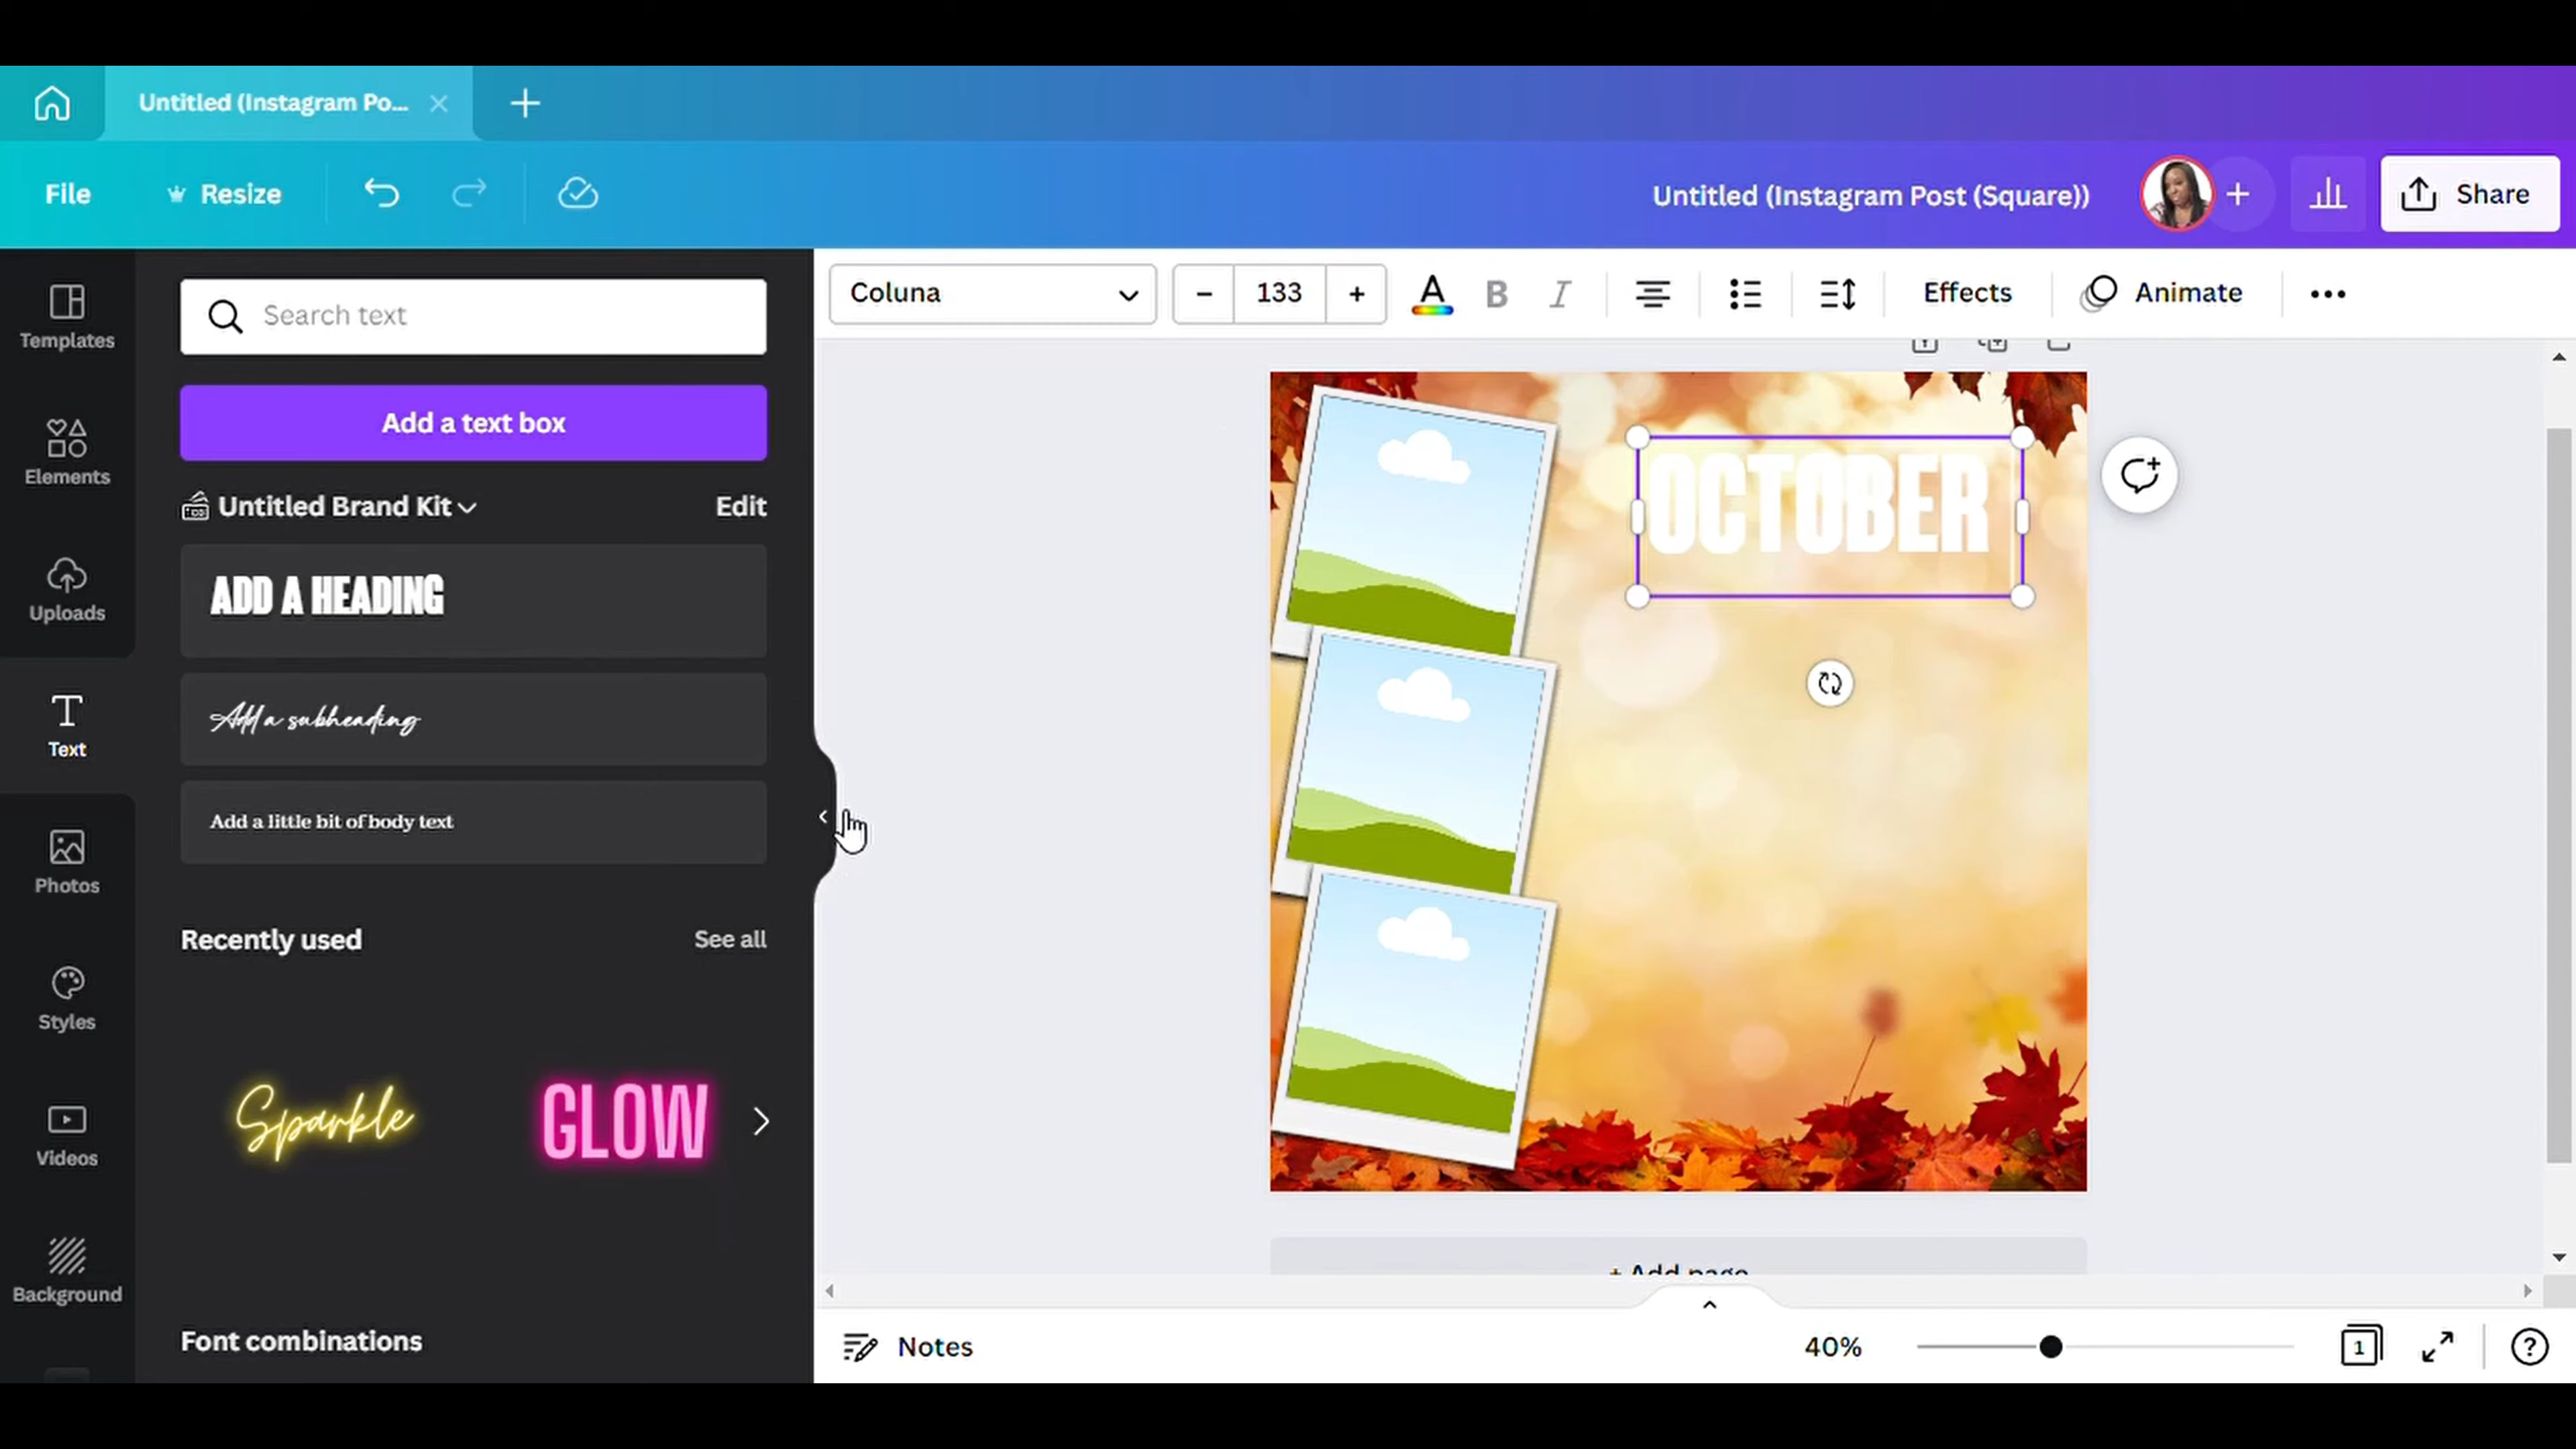 Untitled (Instagram Po...
File
Resize
Untitled (Instagram Post (Square))
Share
Templates
Elements
Uploads
Text
Photos
Styles
Videos
Background
Search text
Add a text box
Untitled Brand Kit
Edit
ADD A HEADING
Add a subheading
Add a little bit of body text
Recently used
See all
Sparkle
GLOW
Font combinations
Coluna
− 133 +
A B I
Effects
Animate
OCTOBER
+ Add page
Notes
40%
1
?